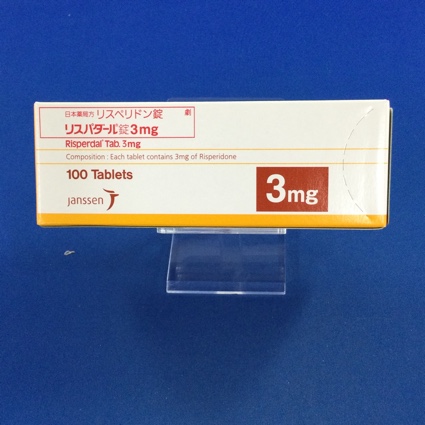 日本薬局方 リスペリドン錠 劇
リスパダール錠3mg
Risperdal Tab. 3mg
Composition : Each tablet contains 3mg of Risperidone
100 Tablets
3mg
janssen